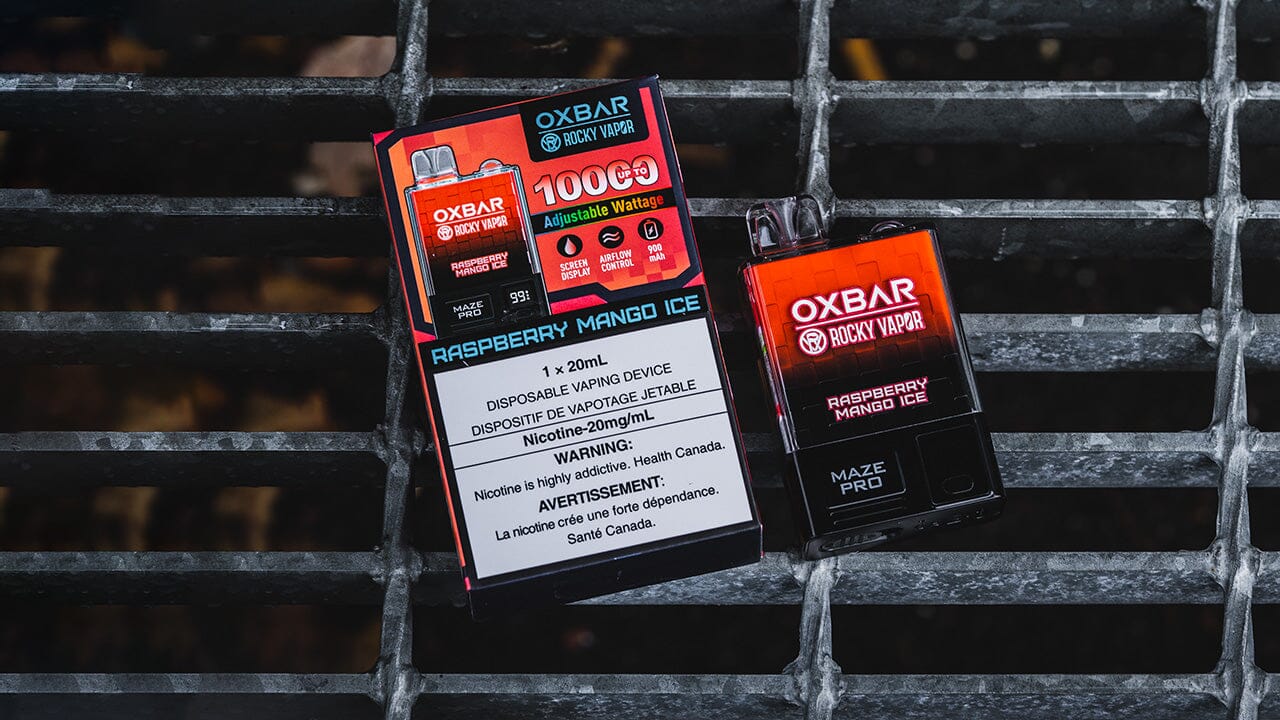 OXBAR
ROCKY VAPOR
UP TO
10000
Adjustable Wattage
SCREEN DISPLAY
AIRFLOW CONTROL
900 mAh
OXBAR
ROCKY VAPOR
RASPBERRY
MANGO ICE
MAZE
PRO
99
RASPBERRY MANGO ICE
1 × 20mL
DISPOSABLE VAPING DEVICE
DISPOSITIF DE VAPOTAGE JETABLE
Nicotine-20mg/mL
WARNING:
Nicotine is highly addictive. Health Canada.
AVERTISSEMENT:
La nicotine crée une forte dépendance.
Santé Canada.
OXBAR
ROCKY VAPOR
RASPBERRY
MANGO ICE
MAZE
PRO